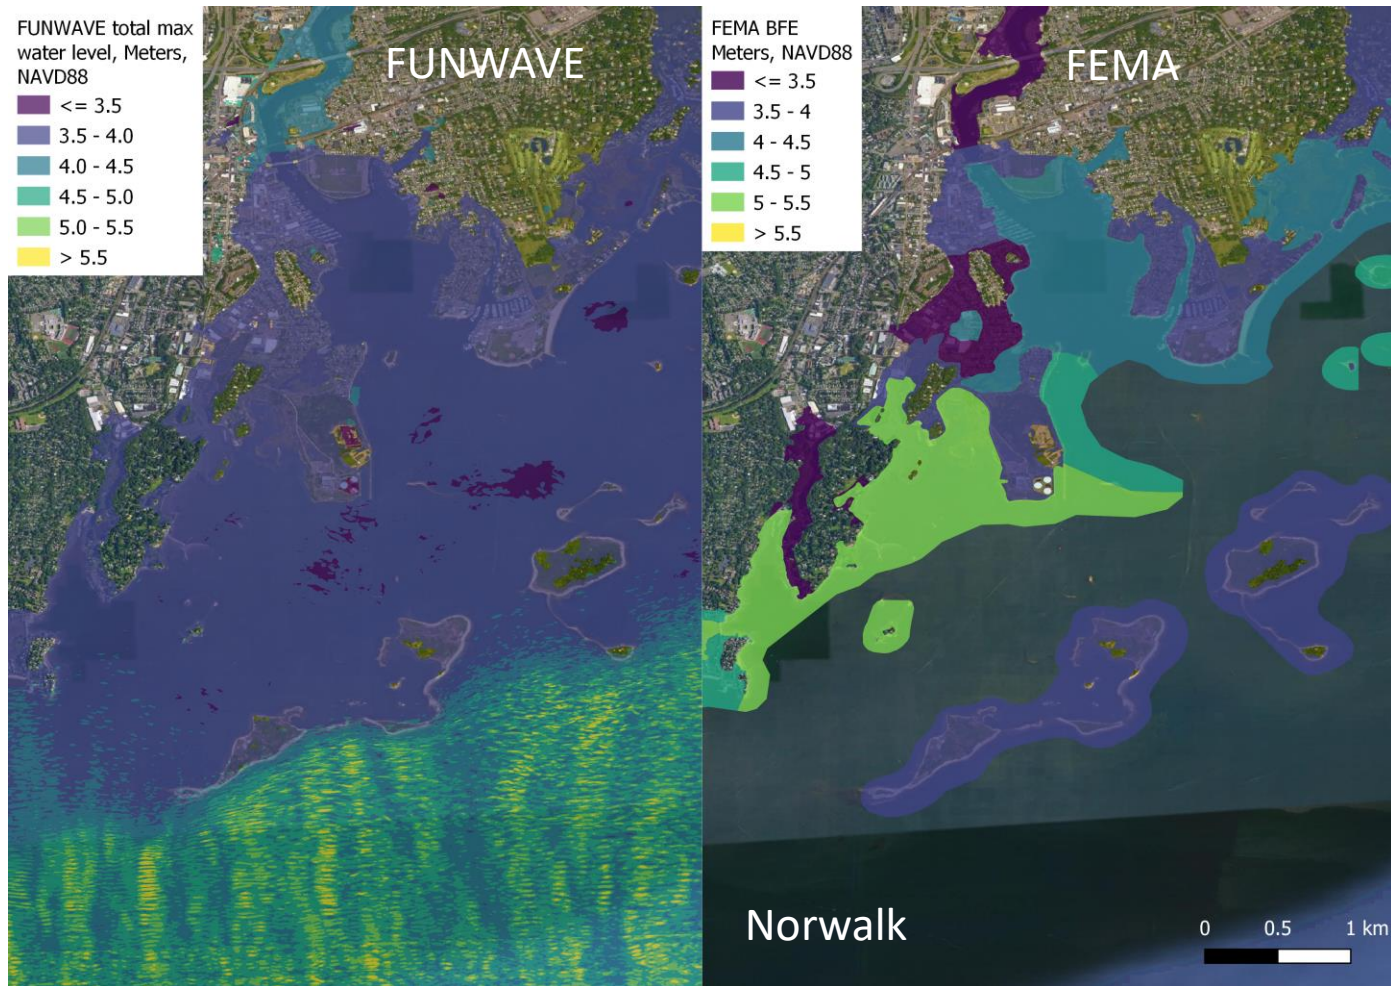 FUNWAVE total max
water level, Meters,
NAVD88
<= 3.5
3.5 - 4.0
4.0 - 4.5
4.5 - 5.0
5.0 - 5.5
> 5.5
FUNWAVE
FEMA BFE
Meters, NAVD88
<= 3.5
3.5 - 4
4 - 4.5
4.5 - 5
5 - 5.5
> 5.5
FEMA
Norwalk
0 0.5 1 km